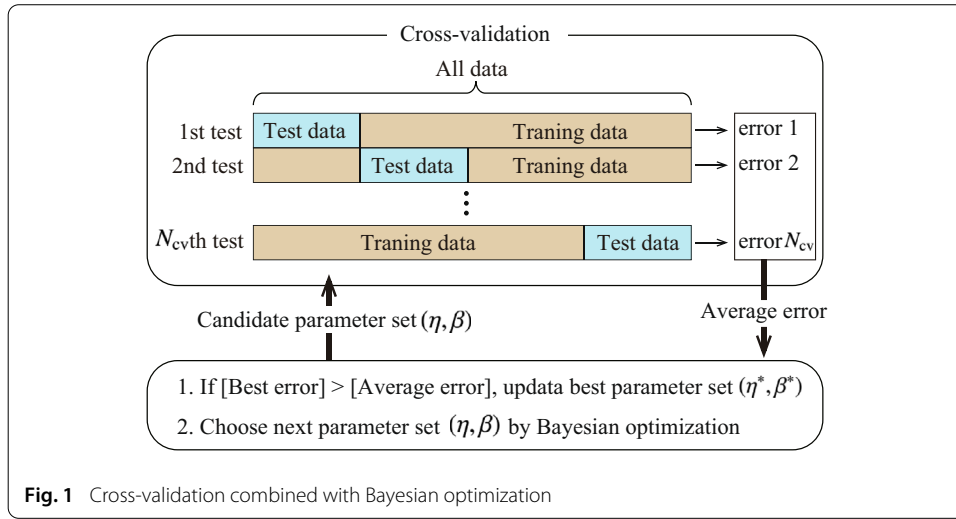 Cross-validation
All data
1st test Test data Traning data error 1
2nd test Test data Traning data error 2
⋮
N_cvth test Traning data Test data error N_cv
Candidate parameter set (η, β)
Average error
1. If [Best error] > [Average error], updata best parameter set (η*, β*)
2. Choose next parameter set (η, β) by Bayesian optimization
Fig. 1 Cross-validation combined with Bayesian optimization